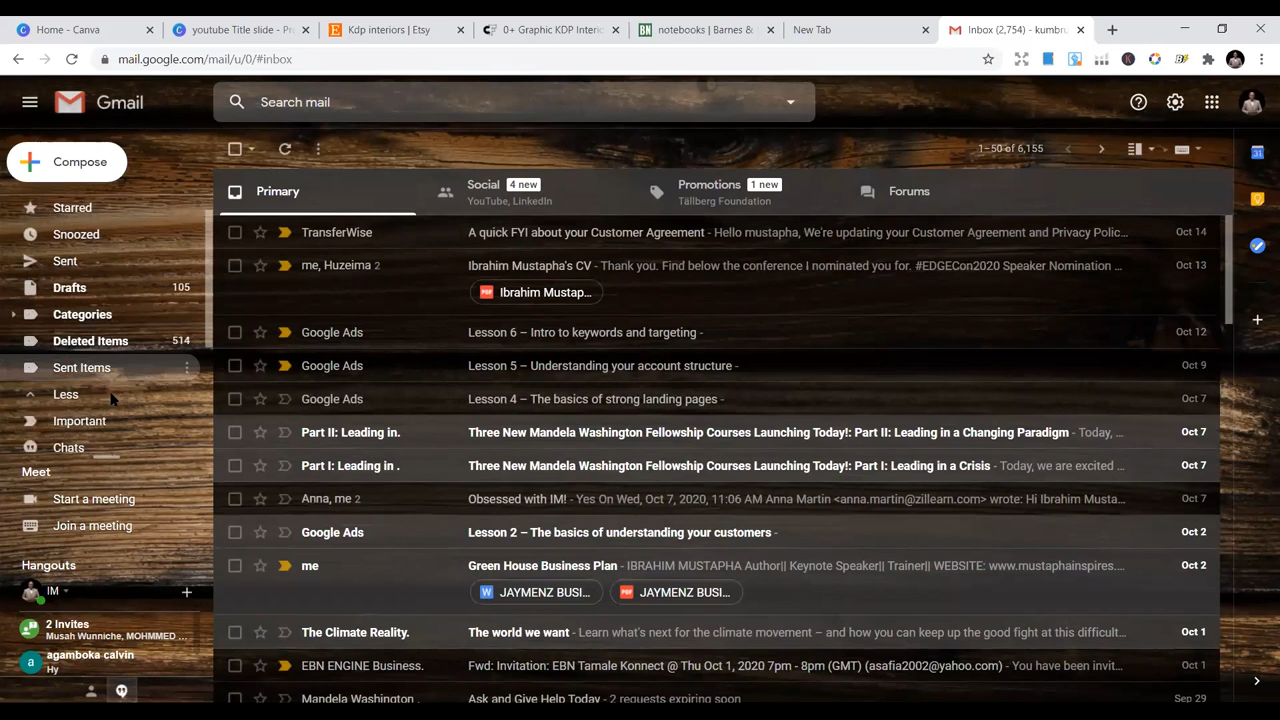 Home - Canva
youtube Title slide - Pr
Kdp interiors | Etsy
0+ Graphic KDP Interic
notebooks | Barnes &
New Tab
Inbox (2,754) - kumbru
mail.google.com/mail/u/0/#inbox
Gmail
Search mail
Compose
1–50 of 6,155
Primary
Social 4 new
YouTube, LinkedIn
Promotions 1 new
Tällberg Foundation
Forums
Starred
Snoozed
Sent
Drafts 105
Categories
Deleted Items 514
Sent Items
Less
Important
Chats
Meet
Start a meeting
Join a meeting
Hangouts
IM
2 Invites
Musah Wunniche, MOHMMED ...
a agamboka calvin
Hy
TransferWise A quick FYI about your Customer Agreement - Hello mustapha, We're updating your Customer Agreement and Privacy Polic... Oct 14
me, Huzeima 2 Ibrahim Mustapha's CV - Thank you. Find below the conference I nominated you for. #EDGECon2020 Speaker Nomination ... Oct 13
PDF Ibrahim Mustap...
Google Ads Lesson 6 – Intro to keywords and targeting - Oct 12
Google Ads Lesson 5 – Understanding your account structure - Oct 9
Google Ads Lesson 4 – The basics of strong landing pages - Oct 7
Part II: Leading in. Three New Mandela Washington Fellowship Courses Launching Today!: Part II: Leading in a Changing Paradigm - Today, ... Oct 7
Part I: Leading in . Three New Mandela Washington Fellowship Courses Launching Today!: Part I: Leading in a Crisis - Today, we are excited ... Oct 7
Anna, me 2 Obsessed with IM! - Yes On Wed, Oct 7, 2020, 11:06 AM Anna Martin <anna.martin@zillearn.com> wrote: Hi Ibrahim Musta... Oct 7
Google Ads Lesson 2 – The basics of understanding your customers - Oct 2
me Green House Business Plan - IBRAHIM MUSTAPHA Author|| Keynote Speaker|| Trainer|| WEBSITE: www.mustaphainspires.... Oct 2
W JAYMENZ BUSI... PDF JAYMENZ BUSI...
The Climate Reality. The world we want - Learn what's next for the climate movement – and how you can keep up the good fight at this difficult... Oct 1
EBN ENGINE Business. Fwd: Invitation: EBN Tamale Konnect @ Thu Oct 1, 2020 7pm - 8pm (GMT) (asafia2002@yahoo.com) - You have been invit... Oct 1
Mandela Washington . Ask and Give Help Today - 2 requests expiring soon Sep 29